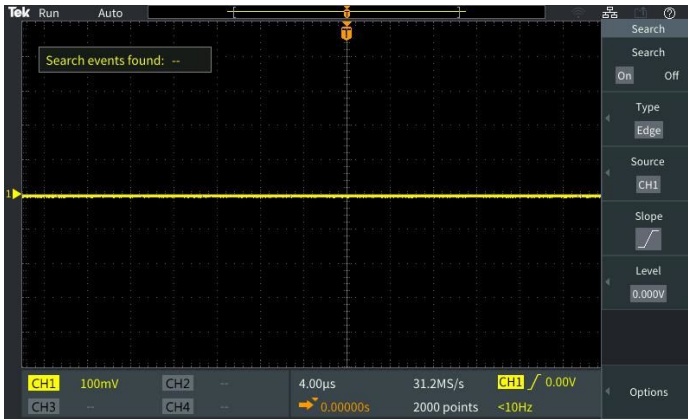 Tek Run Auto
T
T
Search
Search events found: --
Search
On Off
Type
Edge
Source
CH1
1
Slope
Level
0.000V
CH1 100mV CH2 -- 4.00µs 31.2MS/s CH1 0.00V
CH3 -- CH4 -- 0.00000s 2000 points <10Hz
Options